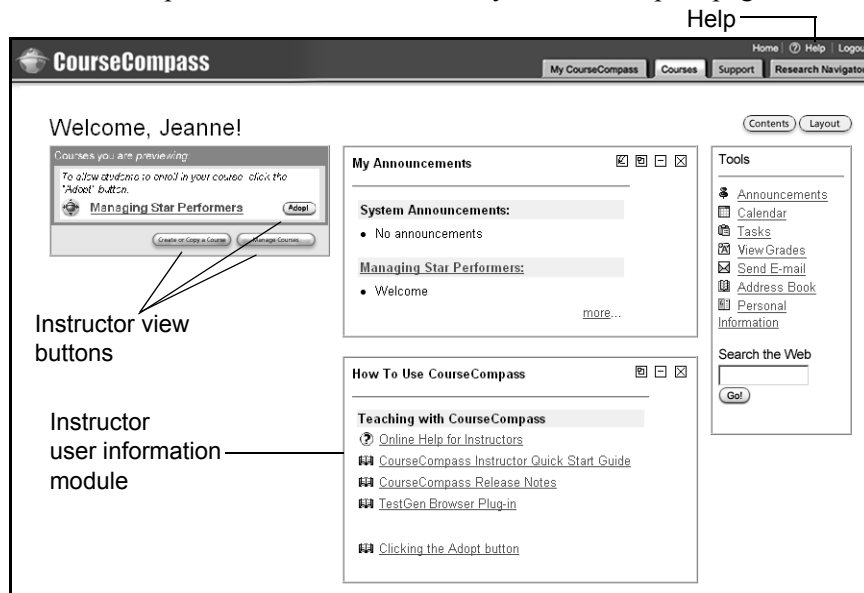 Help
Home | Help | Logou
CourseCompass
My CourseCompass Courses Support Research Navigator
Welcome, Jeanne!
Contents Layout
Courses you are previewing:
To allow students to enroll in your course, click the
"Adopt" button.
Managing Star Performers Adopt
Create or Copy a Course Manage Courses
Instructor view
buttons
My Announcements
System Announcements:
• No announcements
Managing Star Performers:
• Welcome
more...
Tools
Announcements
Calendar
Tasks
View Grades
Send E-mail
Address Book
Personal
Information
Search the Web
Go!
Instructor
user information
module
How To Use CourseCompass
Teaching with CourseCompass
Online Help for Instructors
CourseCompass Instructor Quick Start Guide
CourseCompass Release Notes
TestGen Browser Plug-in
Clicking the Adopt button